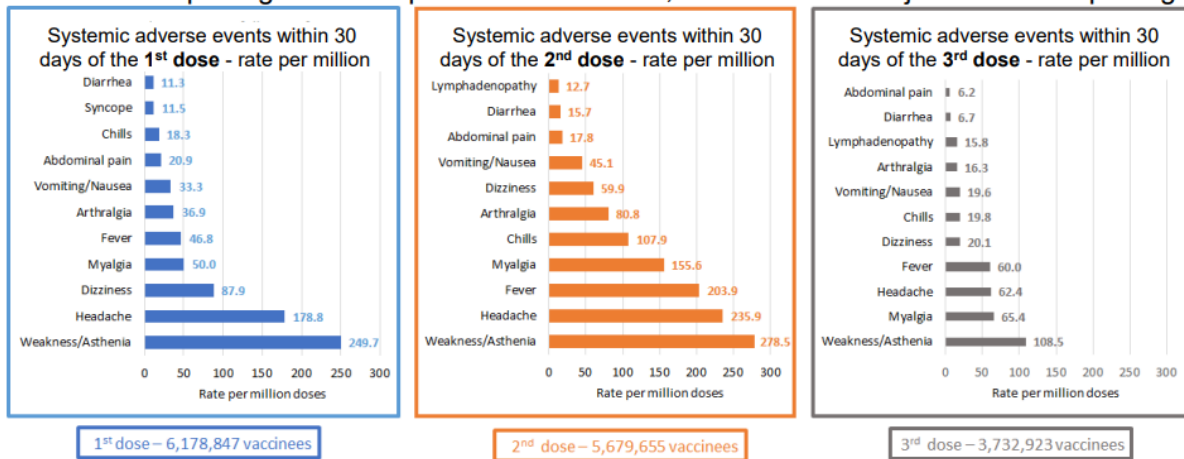 Systemic adverse events within 30
days of the 1st dose - rate per million
Diarrhea 11.3
Syncope 11.5
Chills 18.3
Abdominal pain 20.9
Vomiting/Nausea 33.3
Arthralgia 36.9
Fever 46.8
Myalgia 50.0
Dizziness 87.9
Headache 178.8
Weakness/Asthenia 249.7
0 50 100 150 200 250 300
Rate per million doses
1st dose – 6,178,847 vaccinees
Systemic adverse events within 30
days of the 2nd dose - rate per million
Lymphadenopathy 12.7
Diarrhea 15.7
Abdominal pain 17.8
Vomiting/Nausea 45.1
Dizziness 59.9
Arthralgia 80.8
Chills 107.9
Myalgia 155.6
Fever 203.9
Headache 235.9
Weakness/Asthenia 278.5
0 50 100 150 200 250 300
Rate per million doses
2nd dose – 5,679,655 vaccinees
Systemic adverse events within 30
days of the 3rd dose - rate per million
Abdominal pain 6.2
Diarrhea 6.7
Lymphadenopathy 15.8
Arthralgia 16.3
Vomiting/Nausea 19.6
Chills 19.8
Dizziness 20.1
Fever 60.0
Headache 62.4
Myalgia 65.4
Weakness/Asthenia 108.5
0 50 100 150 200 250 300
Rate per million doses
3rd dose – 3,732,923 vaccinees